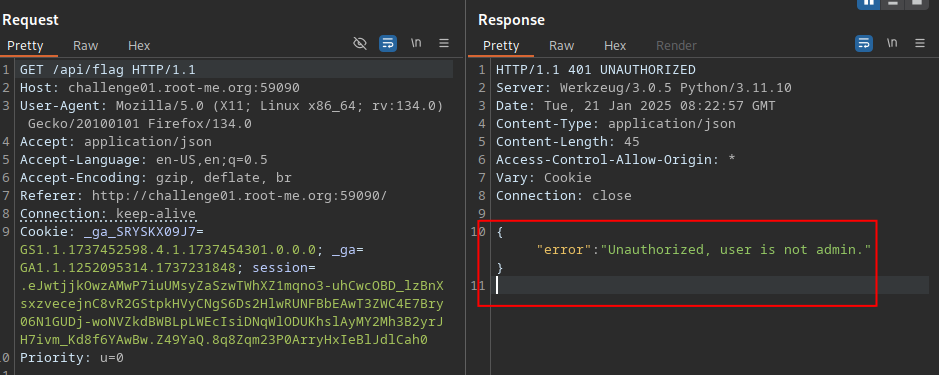 Request
Pretty Raw Hex
\n
1 GET /api/flag HTTP/1.1
2 Host: challenge01.root-me.org:59090
3 User-Agent: Mozilla/5.0 (X11; Linux x86_64; rv:134.0)
Gecko/20100101 Firefox/134.0
4 Accept: application/json
5 Accept-Language: en-US,en;q=0.5
6 Accept-Encoding: gzip, deflate, br
7 Referer: http://challenge01.root-me.org:59090/
8 Connection: keep-alive
9 Cookie: _ga_SRYSKX09J7=
GS1.1.1737452598.4.1.1737454301.0.0.0; _ga=
GA1.1.1252095314.1737231848; session=
.eJwtjjkOwzAMwP7iuUMsyZaSzwTWhXZ1mqno3-uhCwcOBD_lzBnX
sxzvecejnC8vR2GStpkHVyCNgS6Ds2HlwRUNFBbEAwT3ZWC4E7Bry
06N1GUDj-woNVZkdBWBLpLWEcIsiDNqWlODUKhslAyMY2Mh3B2yrJ
H7ivm_Kd8f6YAwBw.Z49YaQ.8q8Zqm23P0ArryHxIeBlJdlCah0
0 Priority: u=0
Response
Pretty Raw Hex Render
\n
1 HTTP/1.1 401 UNAUTHORIZED
2 Server: Werkzeug/3.0.5 Python/3.11.10
3 Date: Tue, 21 Jan 2025 08:22:57 GMT
4 Content-Type: application/json
5 Content-Length: 45
6 Access-Control-Allow-Origin: *
7 Vary: Cookie
8 Connection: close
9
10 {
"error":"Unauthorized, user is not admin."
}
11